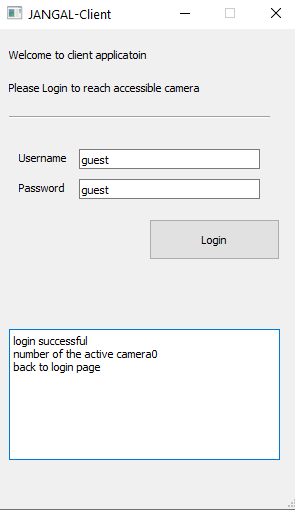 JANGAL-Client
Welcome to client applicatoin
Please Login to reach accessible camera
Username guest
Password guest
Login
login successful
number of the active camera0
back to login page